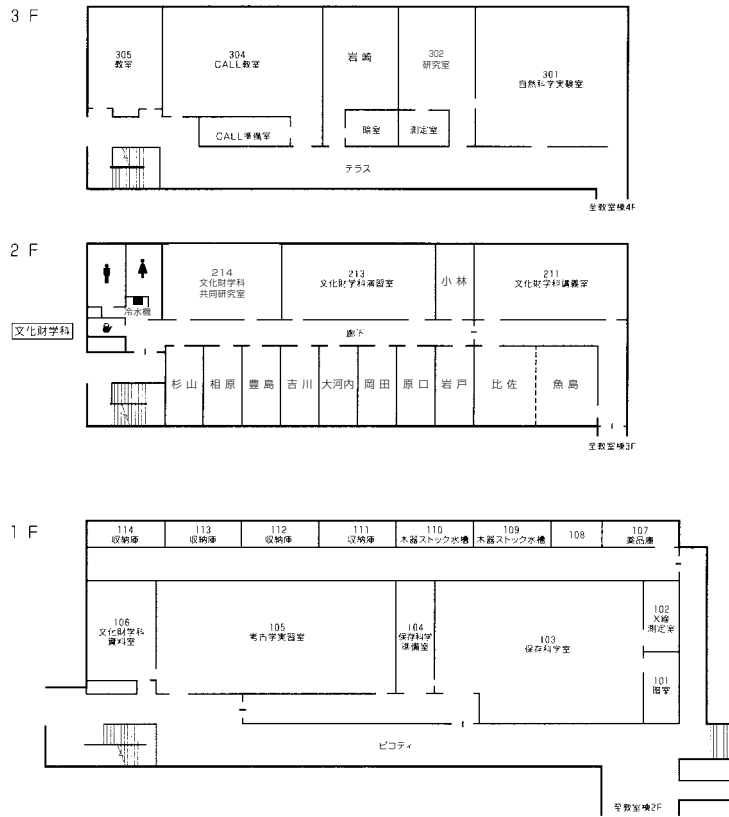 3 F
305
教室
304
CALL教室
岩崎
302
研究室
301
自然科学実験室
CALL準備室
暗室
測定室
テラス
至教室棟4F
2 F
214
文化財学科
共同研究室
213
文化財学科演習室
小林
211
文化財学科講義室
冷水機
文化財学科
廊下
杉山
相原
豊島
吉川
大河内
岡田
原口
岩戸
比佐
魚島
至教室棟3F
1 F
114
収納庫
113
収納庫
112
収納庫
111
収納庫
110
木器ストック水槽
109
木器ストック水槽
108
107
薬品庫
106
文化財学科
資料室
105
考古学実習室
104
保存科学
準備室
103
保存科学室
102
X線
測定室
101
暗室
ピコティ
至教室棟2F